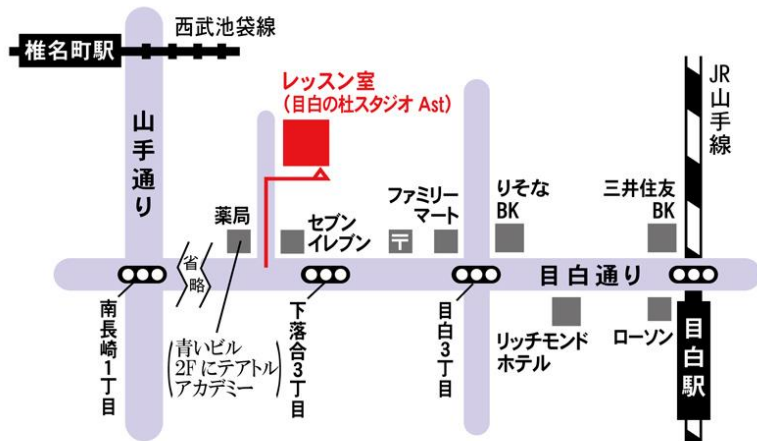 西武池袋線
椎名町駅
レッスン室
(目白の杜スタジオ Ast)
JR山手線
山手通り
薬局
セブン
イレブン
〒
ファミリー
マート
りそな
BK
三井住友
BK
省略
目白通り
南長崎1丁目
(青いビル
2Fにテアトル
アカデミー)
下落合3丁目
目白3丁目
リッチモンド
ホテル
ローソン
目白駅